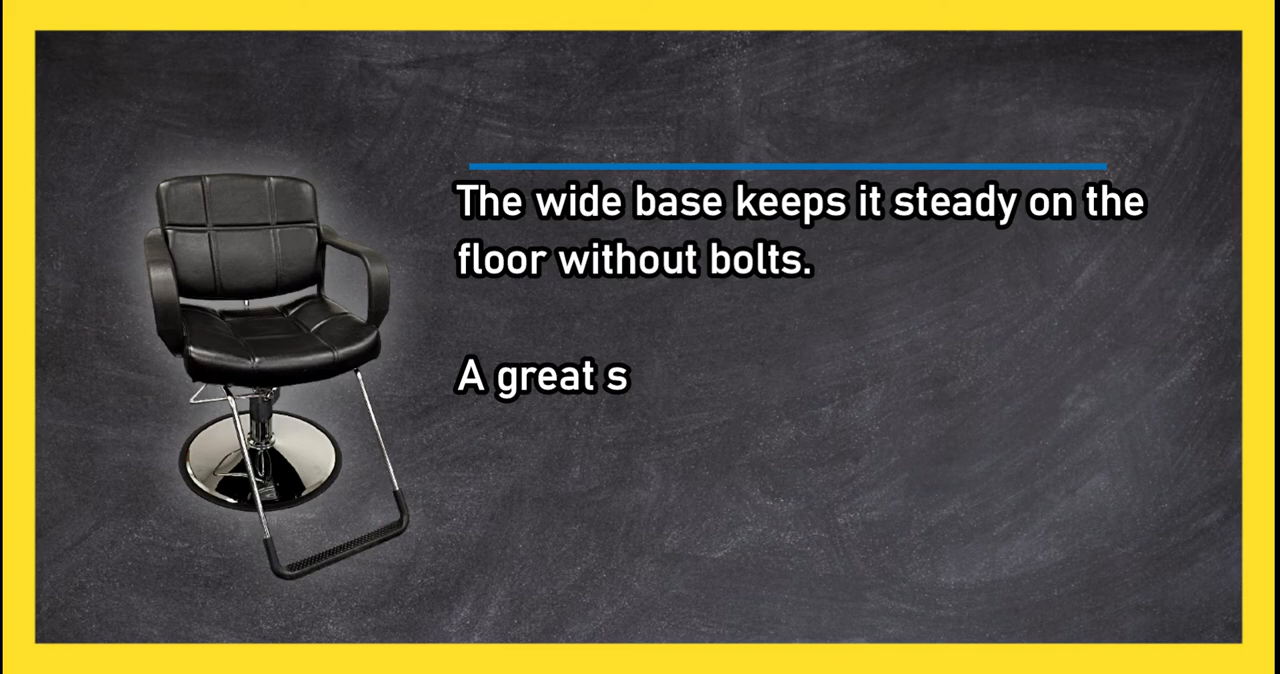 The wide base keeps it steady on the
floor without bolts.
A great s